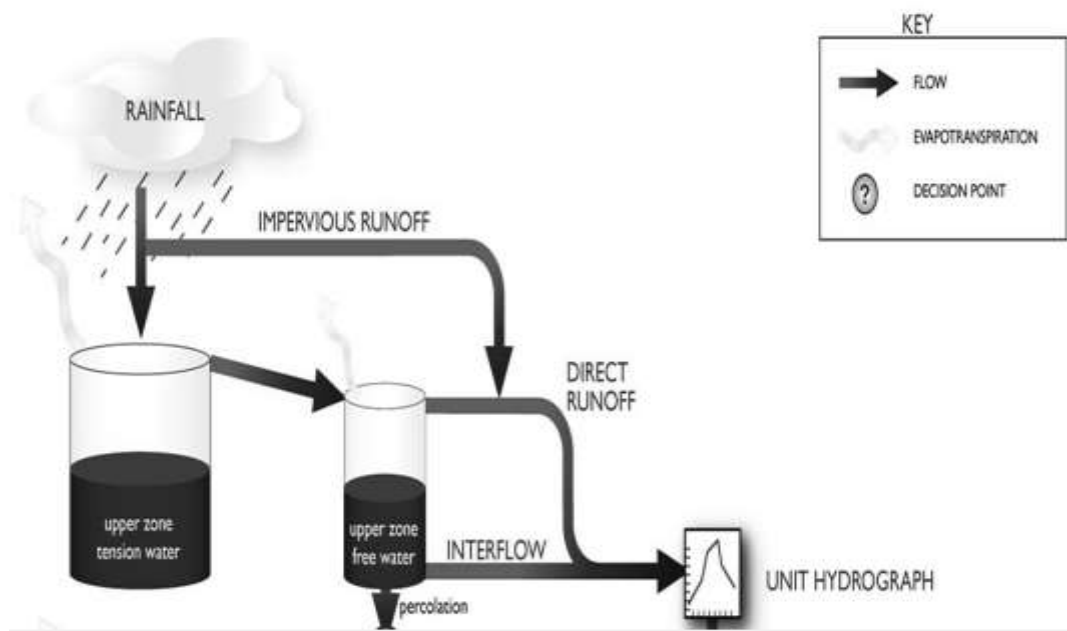 KEY
FLOW
EVAPOTRANSPIRATION
?
DECISION POINT
RAINFALL
IMPERVIOUS RUNOFF
DIRECT
RUNOFF
upper zone
tension water
upper zone
free water
INTERFLOW
percolation
UNIT HYDROGRAPH